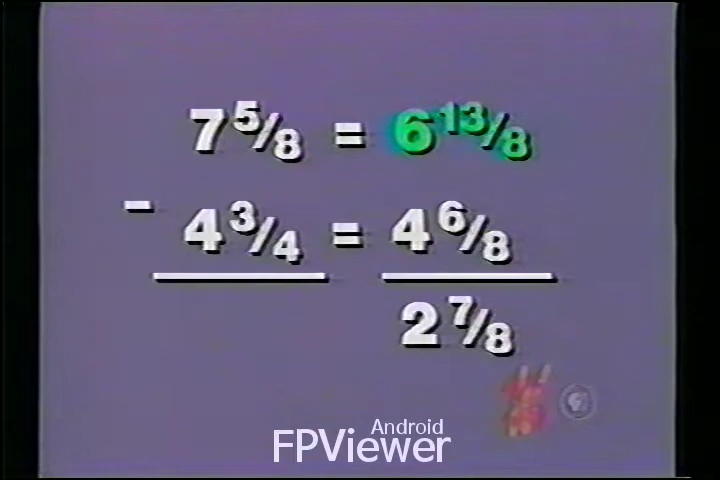 7 5/8 = 6 13/8
- 4 3/4 = 4 6/8
2 7/8
Android
FPViewer